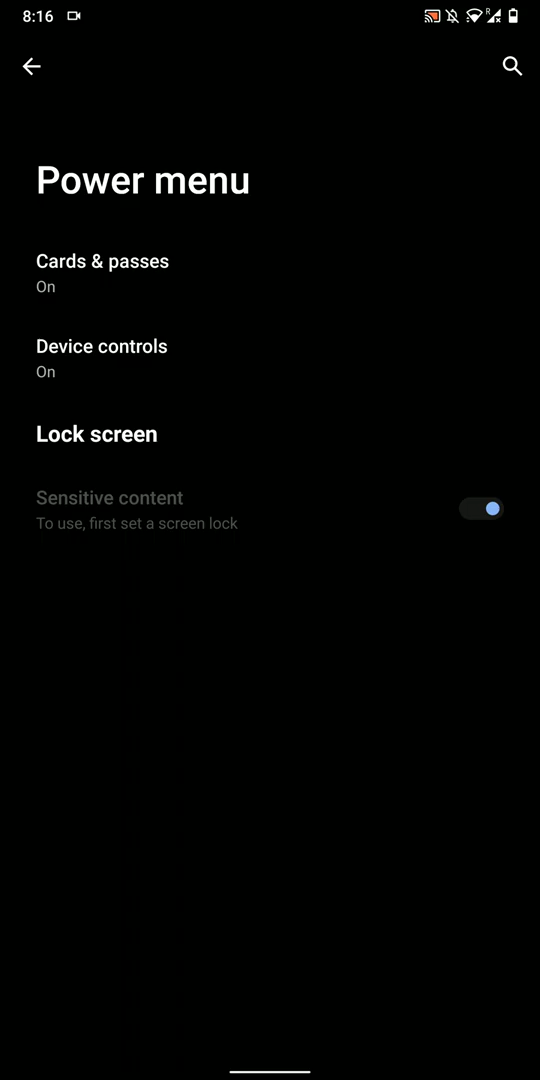 8:16
R
Power menu
Cards & passes
On
Device controls
On
Lock screen
Sensitive content
To use, first set a screen lock